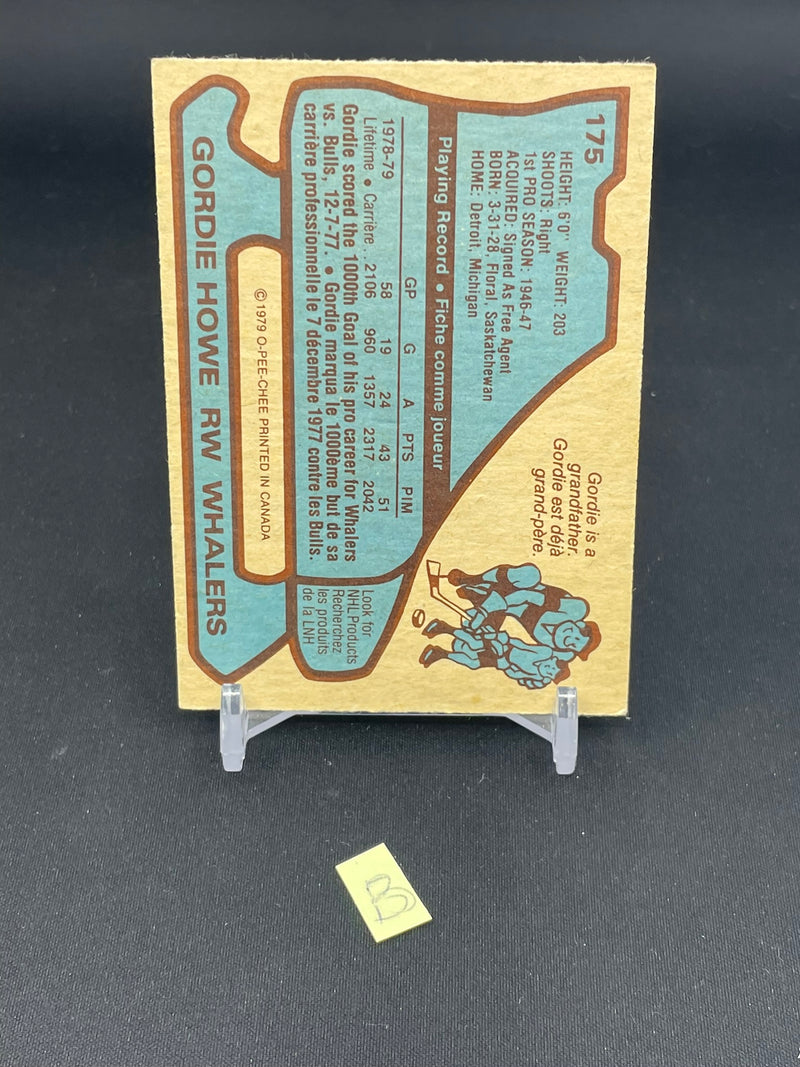 175
HEIGHT: 6'0" WEIGHT: 203
SHOOTS: Right
1st PRO SEASON: 1946-47
ACQUIRED: Signed As Free Agent
BORN: 3-31-28, Floral, Saskatchewan
HOME: Detroit, Michigan
Gordie is a
grandfather.
Gordie est déjà
grand-père.
Playing Record • Fiche comme joueur
GP G A PTS PIM
1978-79 58 19 24 43 51
Lifetime • Carrière .. 2106 960 1357 2317 2042
Gordie scored the 1000th Goal of his pro career for Whalers
vs. Bulls, 12-7-77. • Gordie marqua le 1000ème but de sa
carrière professionnelle le 7 décembre 1977 contre les Bulls.
Look for
NHL Products
Recherchez
les produits
de la LNH
©1979 O-PEE-CHEE PRINTED IN CANADA
GORDIE HOWE RW WHALERS
B